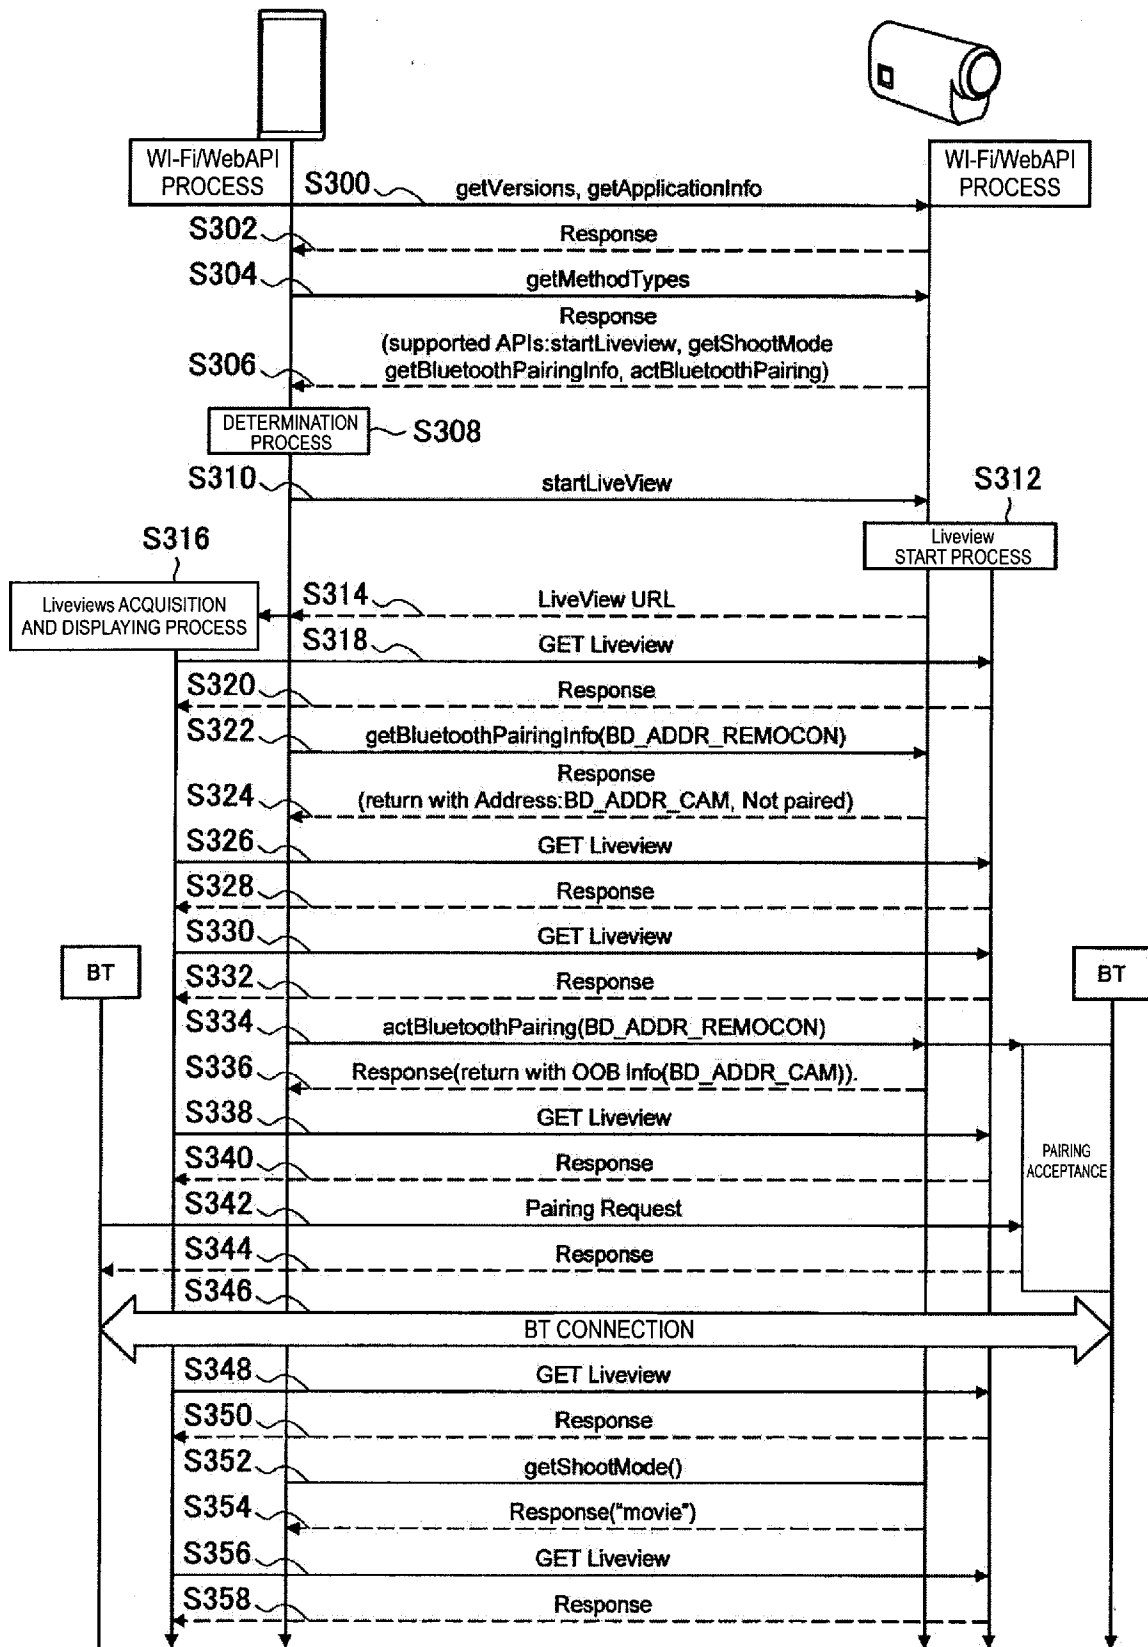 WI-Fi/WebAPI
PROCESS
WI-Fi/WebAPI
PROCESS
S300
getVersions, getApplicationInfo
S302
Response
S304
getMethodTypes
Response
(supported APIs:startLiveview, getShootMode
S306
getBluetoothPairingInfo, actBluetoothPairing)
DETERMINATION
PROCESS
S308
S310
startLiveView
S312
Liveview
START PROCESS
S316
Liveviews ACQUISITION
AND DISPLAYING PROCESS
S314
LiveView URL
S318
GET Liveview
S320
Response
S322
getBluetoothPairingInfo(BD_ADDR_REMOCON)
Response
S324
(return with Address:BD_ADDR_CAM, Not paired)
S326
GET Liveview
S328
Response
S330
GET Liveview
BT
BT
S332
Response
S334
actBluetoothPairing(BD_ADDR_REMOCON)
S336
Response(return with OOB Info(BD_ADDR_CAM)).
S338
GET Liveview
PAIRING
ACCEPTANCE
S340
Response
S342
Pairing Request
S344
Response
S346
BT CONNECTION
S348
GET Liveview
S350
Response
S352
getShootMode()
S354
Response("movie")
S356
GET Liveview
S358
Response